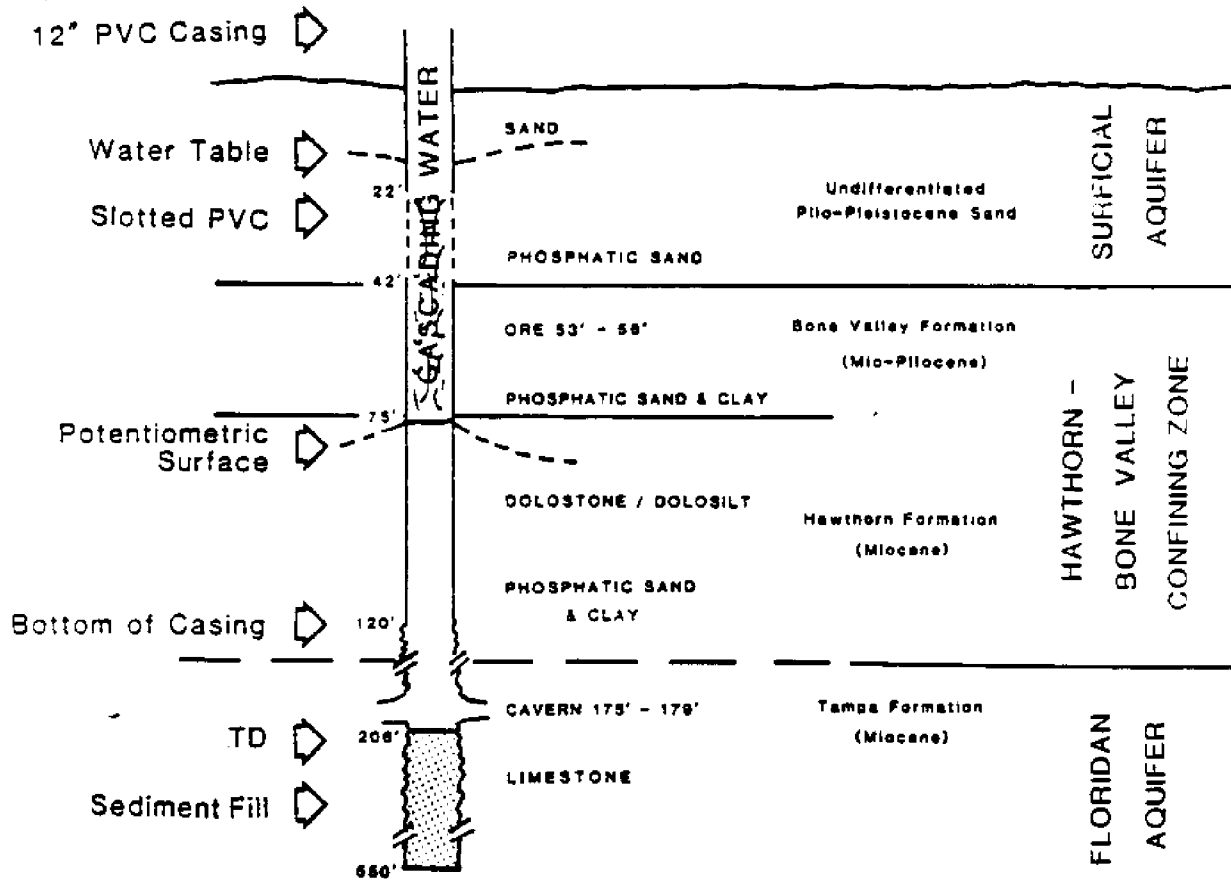 12" PVC Casing
CASCADING WATER
SAND
Water Table
22'
Slotted PVC
Undifferentiated
Plio-Pleistocene Sand
PHOSPHATIC SAND
42'
SURFICIAL
AQUIFER
ORE 53' - 58'
Bone Valley Formation
(Mio-Pliocene)
PHOSPHATIC SAND & CLAY
75'
Potentiometric
Surface
DOLOSTONE / DOLOSILT
Hawthorn Formation
(Miocene)
PHOSPHATIC SAND
& CLAY
Bottom of Casing
120'
HAWTHORN -
BONE VALLEY
CONFINING ZONE
CAVERN 175' - 179'
Tampa Formation
(Miocene)
TD
206'
LIMESTONE
Sediment Fill
550'
FLORIDAN
AQUIFER